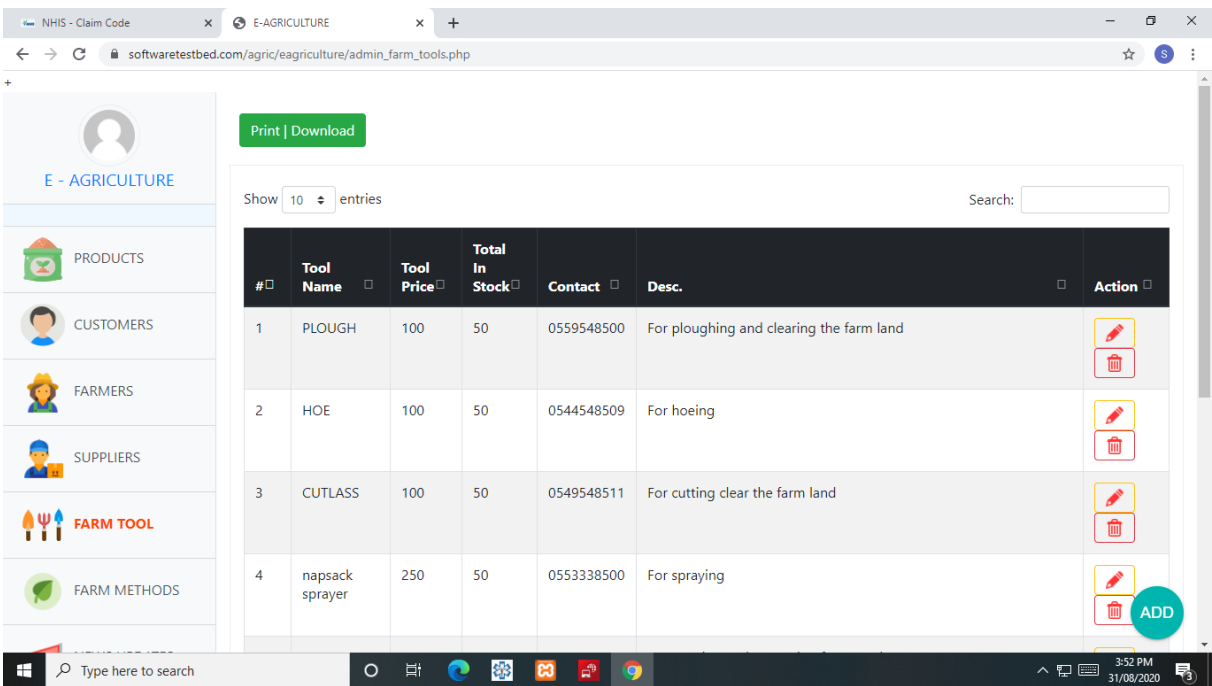 NHIS - Claim Code
E-AGRICULTURE
softwaretestbed.com/agric/eagriculture/admin_farm_tools.php
S
+
Print | Download
E - AGRICULTURE
Show 10 entries
Search:
PRODUCTS
CUSTOMERS
FARMERS
SUPPLIERS
FARM TOOL
FARM METHODS
# Tool Name Tool Price Total In Stock Contact Desc. Action
1 PLOUGH 100 50 0559548500 For ploughing and clearing the farm land
2 HOE 100 50 0544548509 For hoeing
3 CUTLASS 100 50 0549548511 For cutting clear the farm land
4 napsack sprayer 250 50 0553338500 For spraying
ADD
Type here to search
3:52 PM
31/08/2020
3